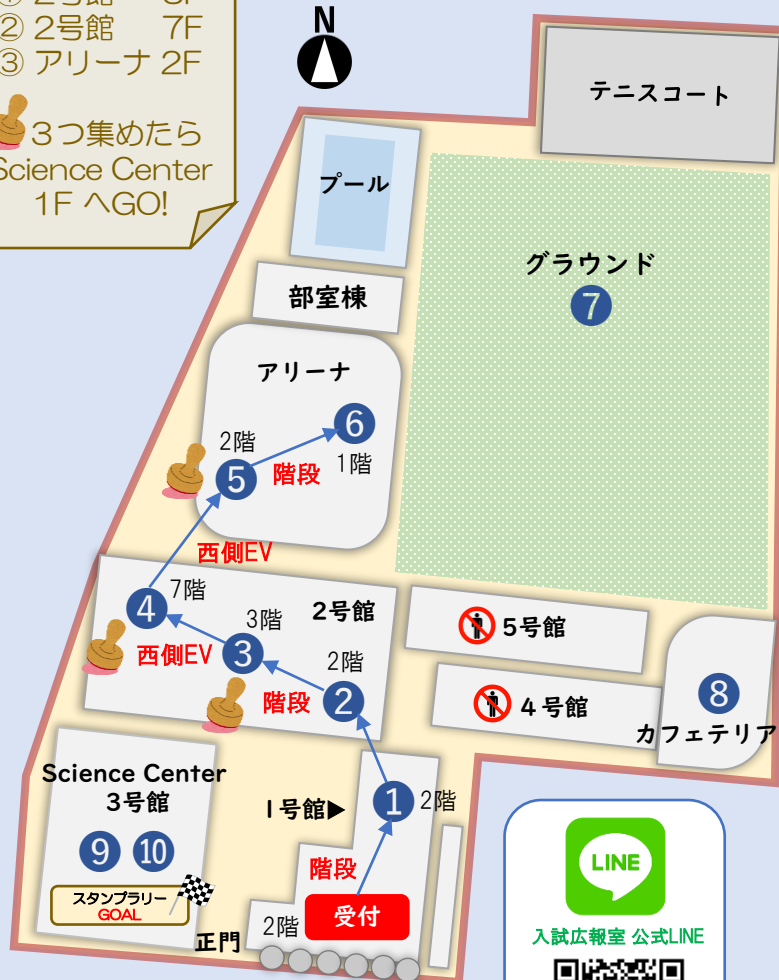 ② 2号館 7F
③ アリーナ 2F
３つ集めたら
Science Center
1F へGO!
N
テニスコート
プール
グラウンド
7
部室棟
アリーナ
6
2階
1階
5
階段
西側EV
7階
4
3階
2号館
西側EV
3
2階
階段
2
5号館
４号館
8
カフェテリア
Science Center
3号館
9 10
スタンプラリー
GOAL
1号館▶
1
2階
階段
受付
2階
正門
LINE
入試広報室 公式LINE